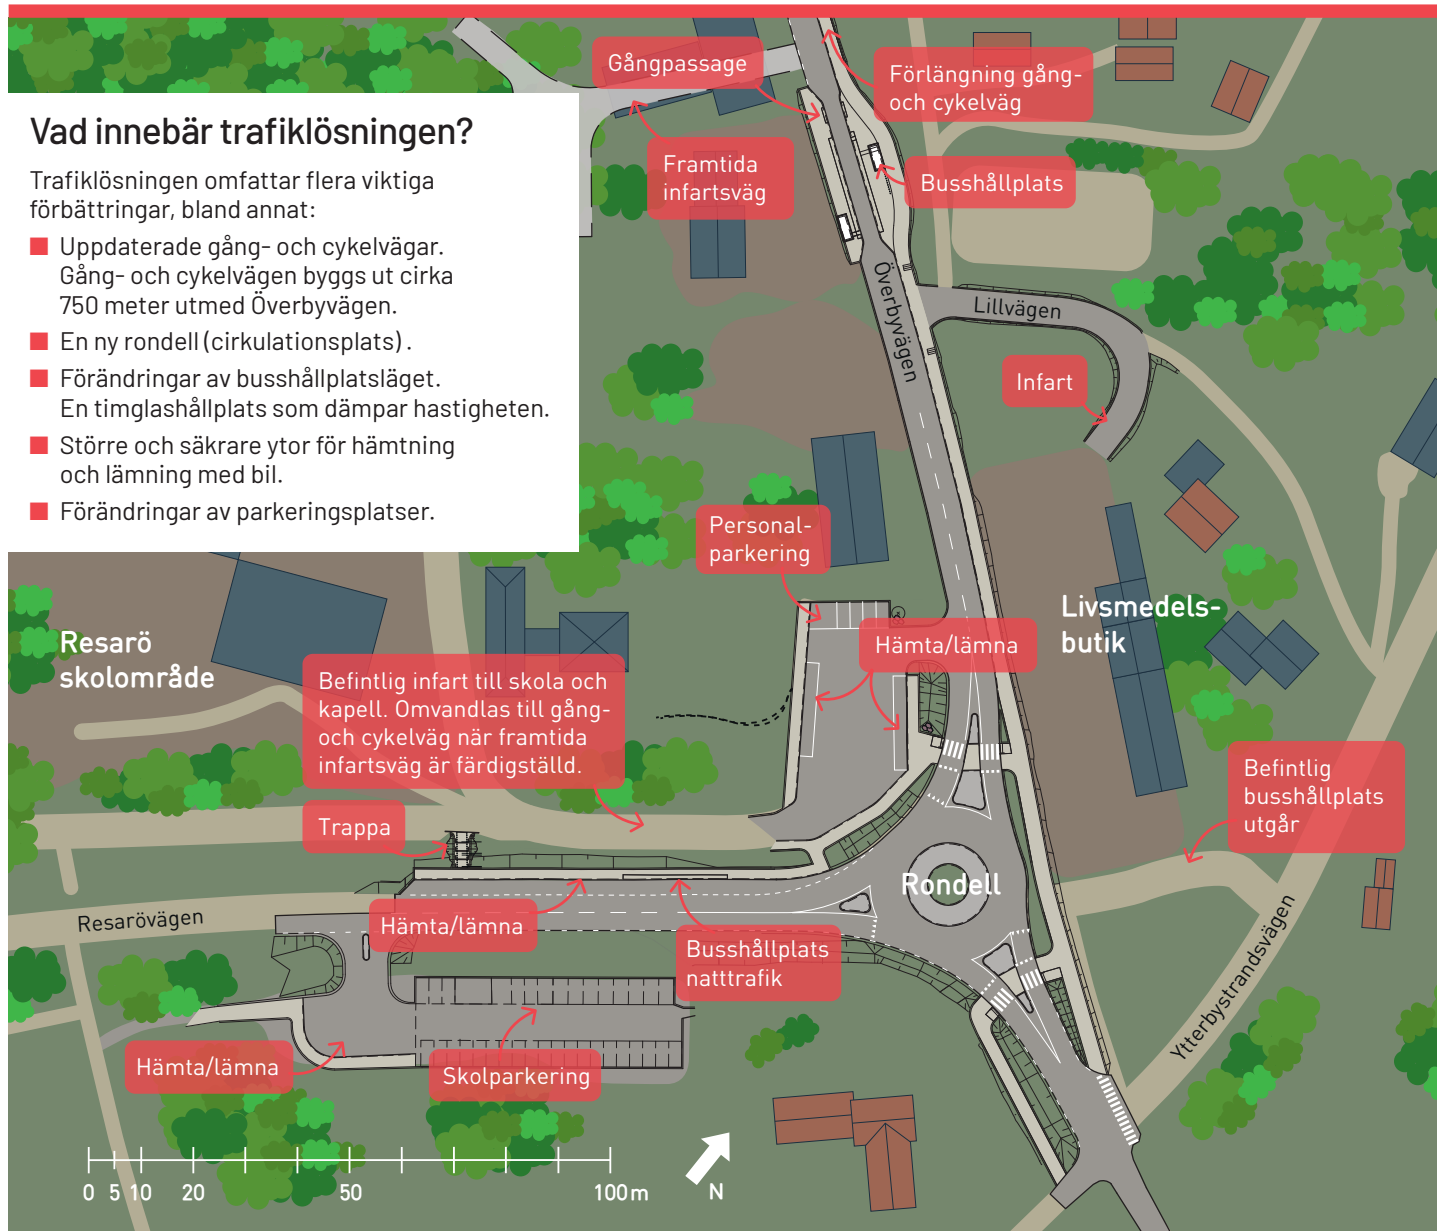 Vad innebär trafiklösningen?
Trafiklösningen omfattar flera viktiga
förbättringar, bland annat:
Uppdaterade gång- och cykelvägar.
Gång- och cykelvägen byggs ut cirka
750 meter utmed Överbyvägen.
En ny rondell (cirkulationsplats) .
Förändringar av busshållplatsläget.
En timglashållplats som dämpar hastigheten.
Större och säkrare ytor för hämtning
och lämning med bil.
Förändringar av parkeringsplatser.
Gångpassage
Förlängning gång-
och cykelväg
Framtida
infartsväg
Busshållplats
Överbyvägen
Lillvägen
Infart
Personal-
parkering
Livsmedels-
butik
Resarö
skolområde
Hämta/lämna
Befintlig infart till skola och
kapell. Omvandlas till gång-
och cykelväg när framtida
infartsväg är färdigställd.
Befintlig
busshållplats
utgår
Trappa
Rondell
Resarövägen
Hämta/lämna
Busshållplats
natttrafik
Ytterbystrandsvägen
Hämta/lämna
Skolparkering
0 5 10 20 50 100 m
N